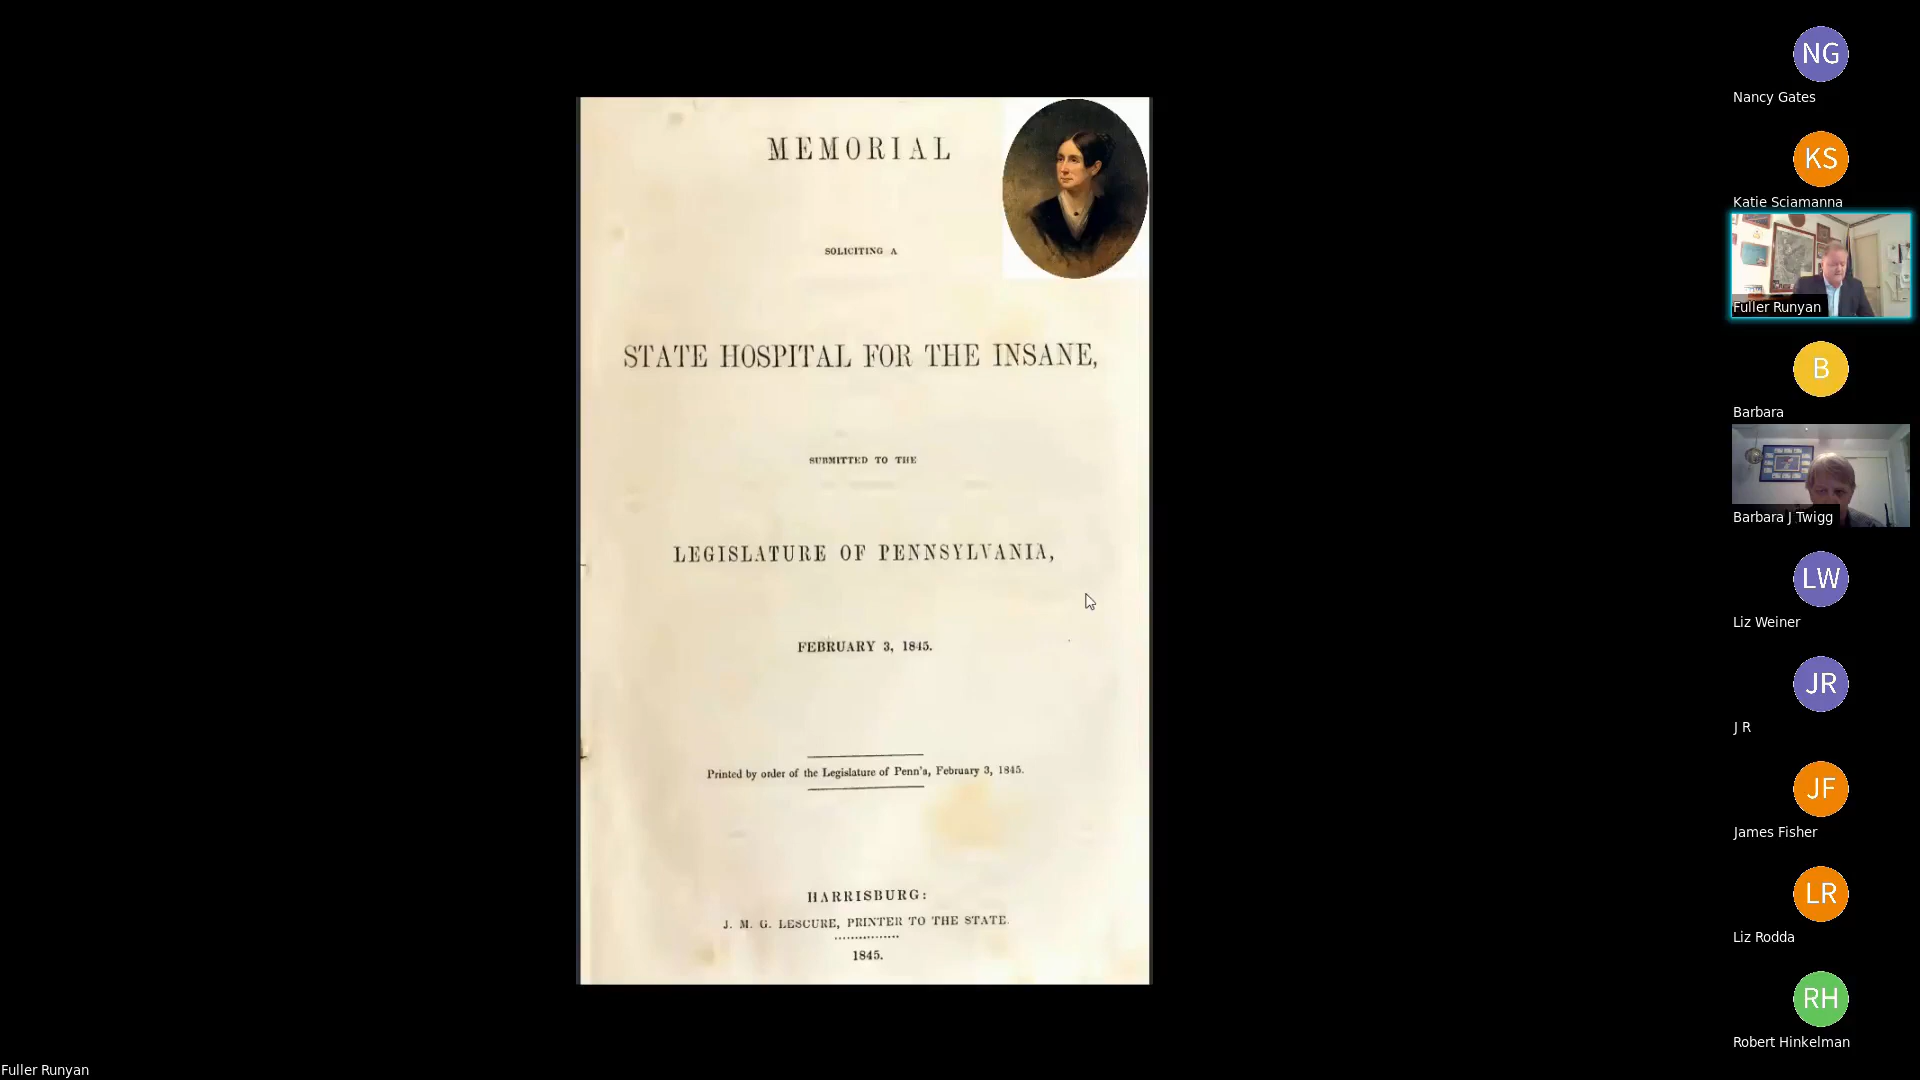 MEMORIAL
SOLICITING A
STATE HOSPITAL FOR THE INSANE,
SUBMITTED TO THE
LEGISLATURE OF PENNSYLVANIA,
FEBRUARY 3, 1845.
Printed by order of the Legislature of Penn'a, February 3, 1845.
HARRISBURG:
J. M. G. LESCURE, PRINTER TO THE STATE.
1845.
NG
Nancy Gates
KS
Katie Sciamanna
Fuller Runyan
B
Barbara
Barbara J Twigg
LW
Liz Weiner
JR
J R
JF
James Fisher
LR
Liz Rodda
RH
Robert Hinkelman
Fuller Runyan